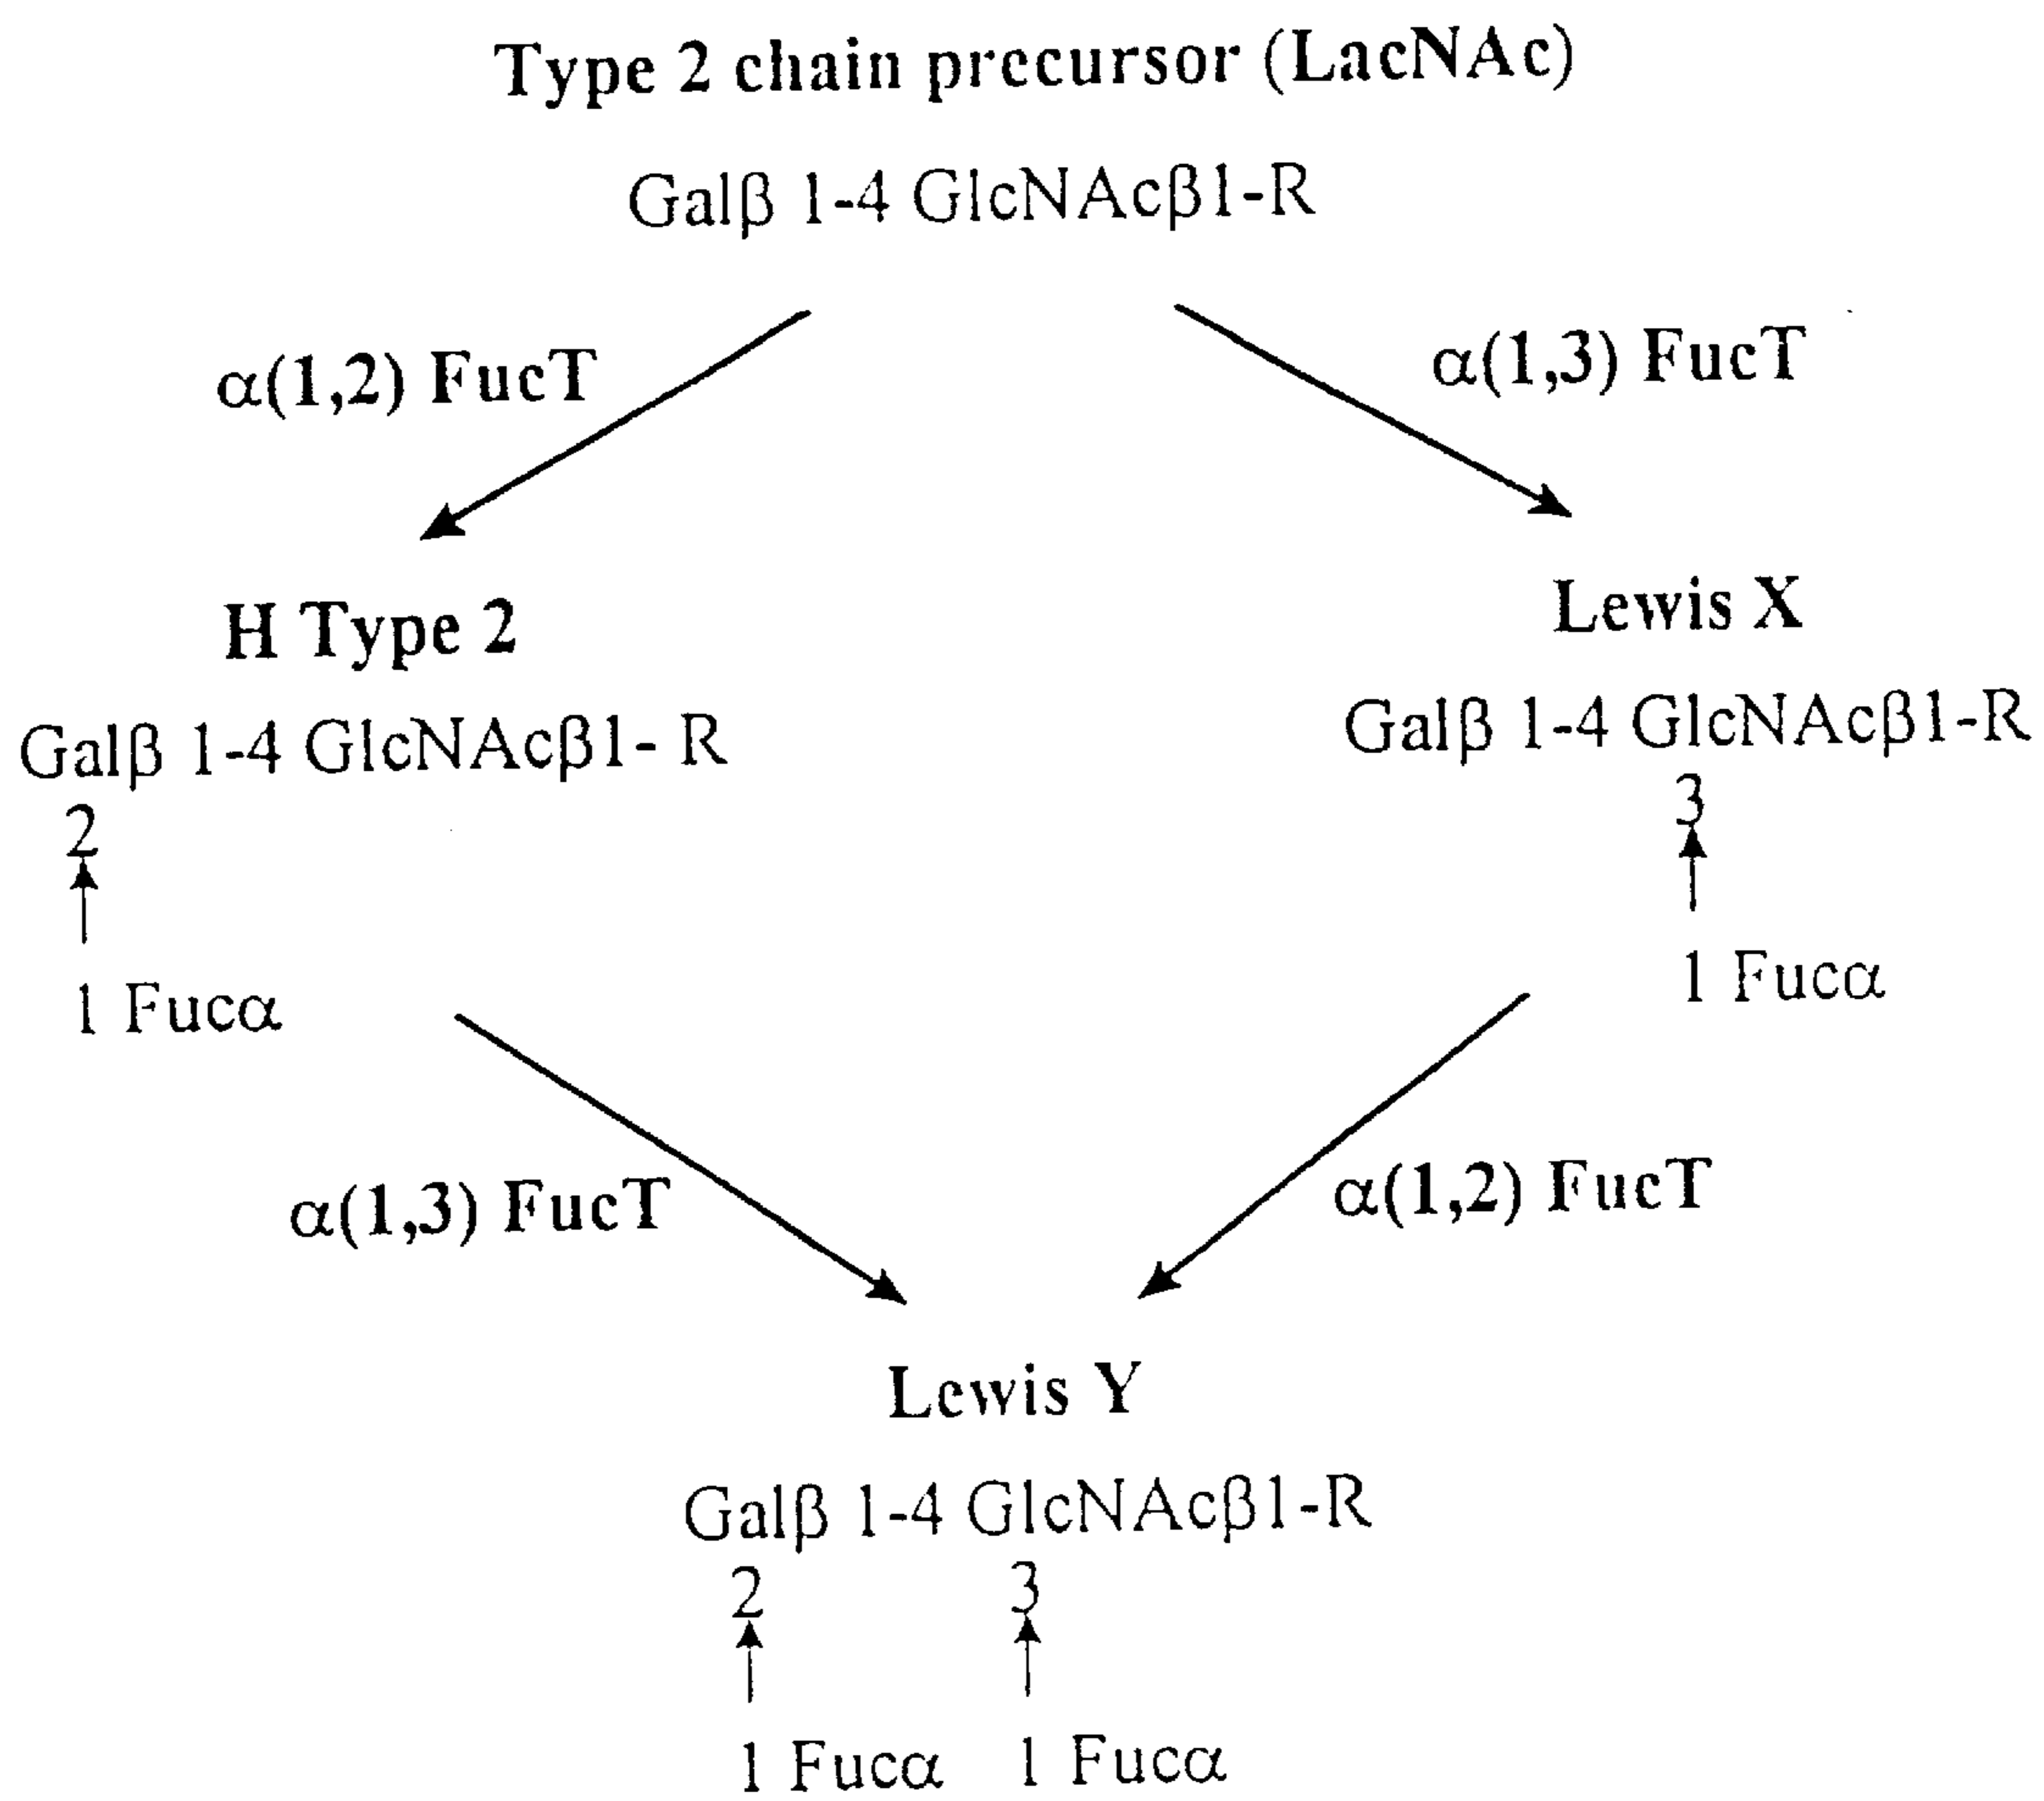 Type 2 chain precursor (LacNAc)
Galβ 1-4 GlcNAcβ1-R
α(1,2) FucT
α(1,3) FucT
H Type 2
Lewis X
Galβ 1-4 GlcNAcβ1- R
Galβ 1-4 GlcNAcβ1-R
2
3
1 Fucα
1 Fucα
α(1,3) FucT
α(1,2) FucT
Lewis Y
Galβ 1-4 GlcNAcβ1-R
2 3
1 Fucα 1 Fucα